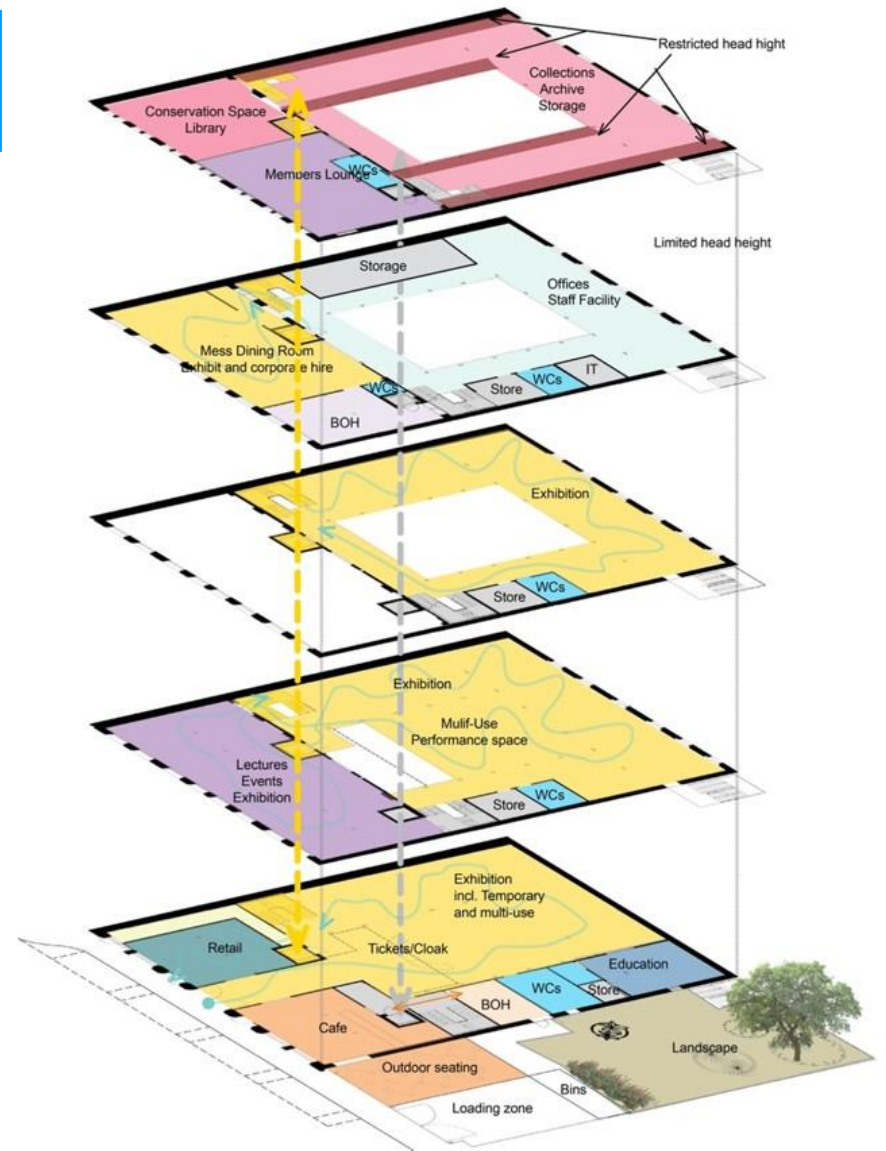 Restricted head hight
Collections
Archive
Storage
Conservation Space
Library
WCs
Members Lounge
Limited head height
Storage
Offices
Staff Facility
Mess Dining Room
Exhibit and corporate hire
WCs
BOH
Store
WCs
IT
Exhibition
Store
WCs
Exhibition
Mulif-Use
Performance space
Lectures
Events
Exhibition
Store
WCs
Exhibition
incl. Temporary
and multi-use
Retail
Tickets/Cloak
Education
WCs
Store
BOH
Cafe
Landscape
Outdoor seating
Bins
Loading zone